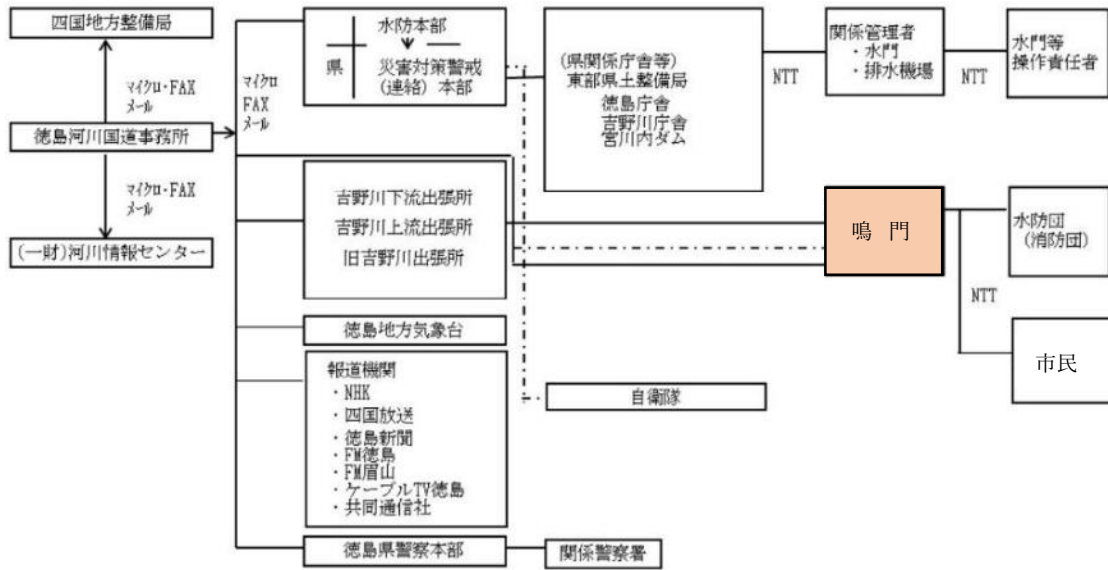 四国地方整備局
マイクロ・FAX
メール
徳島河川国道事務所
マイクロ・FAX
メール
(一財)河川情報センター
マイクロ
FAX
メール
県
水防本部
災害対策警戒
(連絡)本部
吉野川下流出張所
吉野川上流出張所
旧吉野川出張所
徳島地方気象台
報道機関
・NHK
・四国放送
・徳島新聞
・FM徳島
・FM眉山
・ケーブルTV徳島
・共同通信社
徳島県警察本部
関係警察署
(県関係庁舎等)
東部県土整備局
徳島庁舎
吉野川庁舎
宮川内ダム
自衛隊
NTT
関係管理者
・水門
・排水機場
NTT
水門等
操作責任者
鳴 門
水防団
(消防団)
NTT
市民